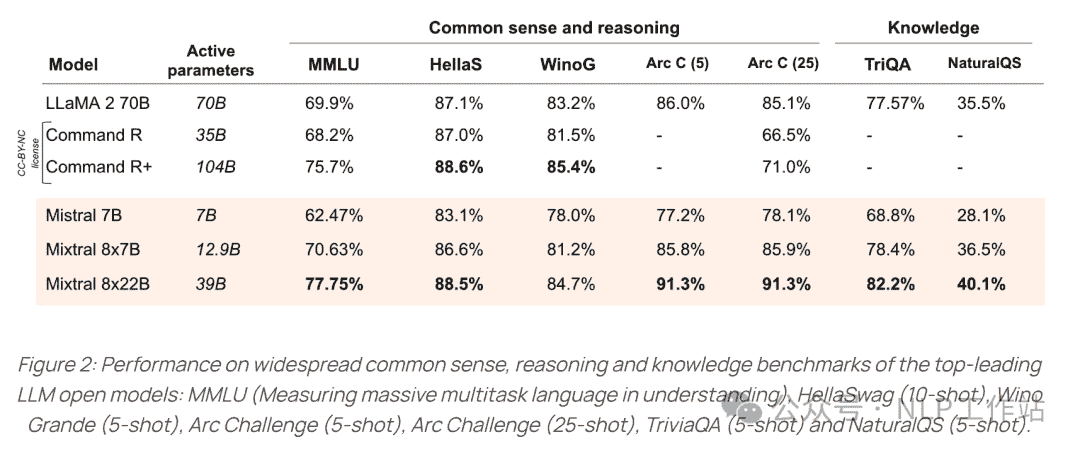 Common sense and reasoning Knowledge
Model Active parameters MMLU HellaS WinoG Arc C (5) Arc C (25) TriQA NaturalQS
LLaMA 2 70B 70B 69.9% 87.1% 83.2% 86.0% 85.1% 77.57% 35.5%
CC-BY-NC license
Command R 35B 68.2% 87.0% 81.5% - 66.5% - -
Command R+ 104B 75.7% 88.6% 85.4% - 71.0% - -
Mistral 7B 7B 62.47% 83.1% 78.0% 77.2% 78.1% 68.8% 28.1%
Mixtral 8x7B 12.9B 70.63% 86.6% 81.2% 85.8% 85.9% 78.4% 36.5%
Mixtral 8x22B 39B 77.75% 88.5% 84.7% 91.3% 91.3% 82.2% 40.1%
Figure 2: Performance on widespread common sense, reasoning and knowledge benchmarks of the top-leading
LLM open models: MMLU (Measuring massive multitask language in understanding), HellaSwag (10-shot), Wino
Grande (5-shot), Arc Challenge (5-shot), Arc Challenge (25-shot), TriviaQA (5-shot) and NaturalQS (5-shot).
公众号 · NLP工作站